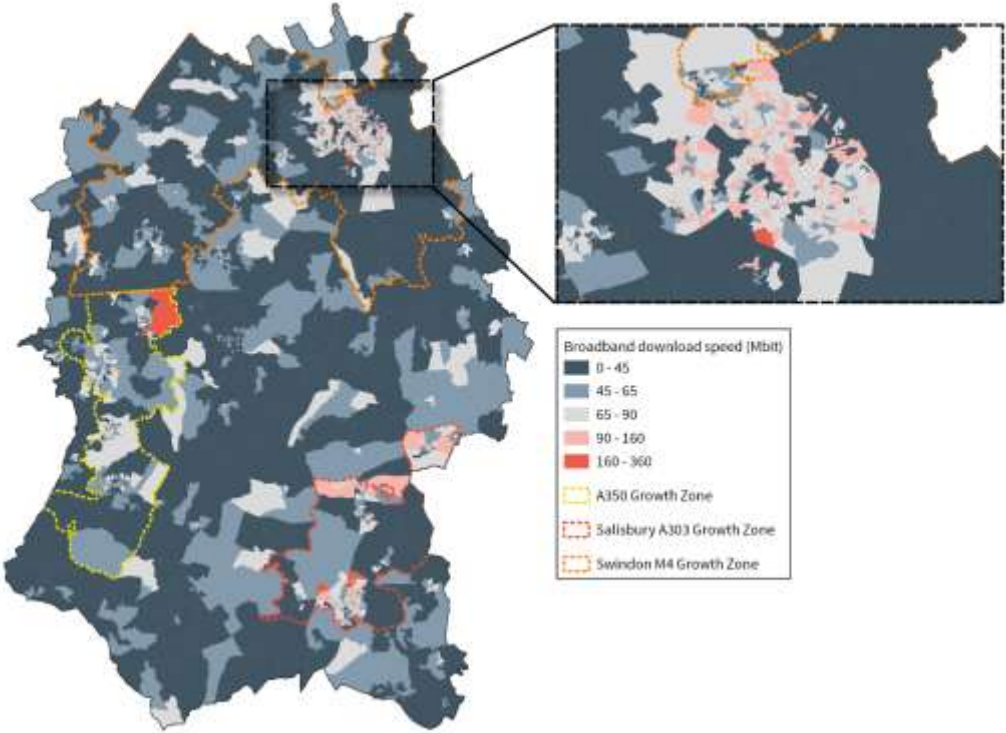 Broadband download speed (Mbit)
0 - 45
45 - 65
65 - 90
90 - 160
160 - 360
A350 Growth Zone
Salisbury A303 Growth Zone
Swindon M4 Growth Zone